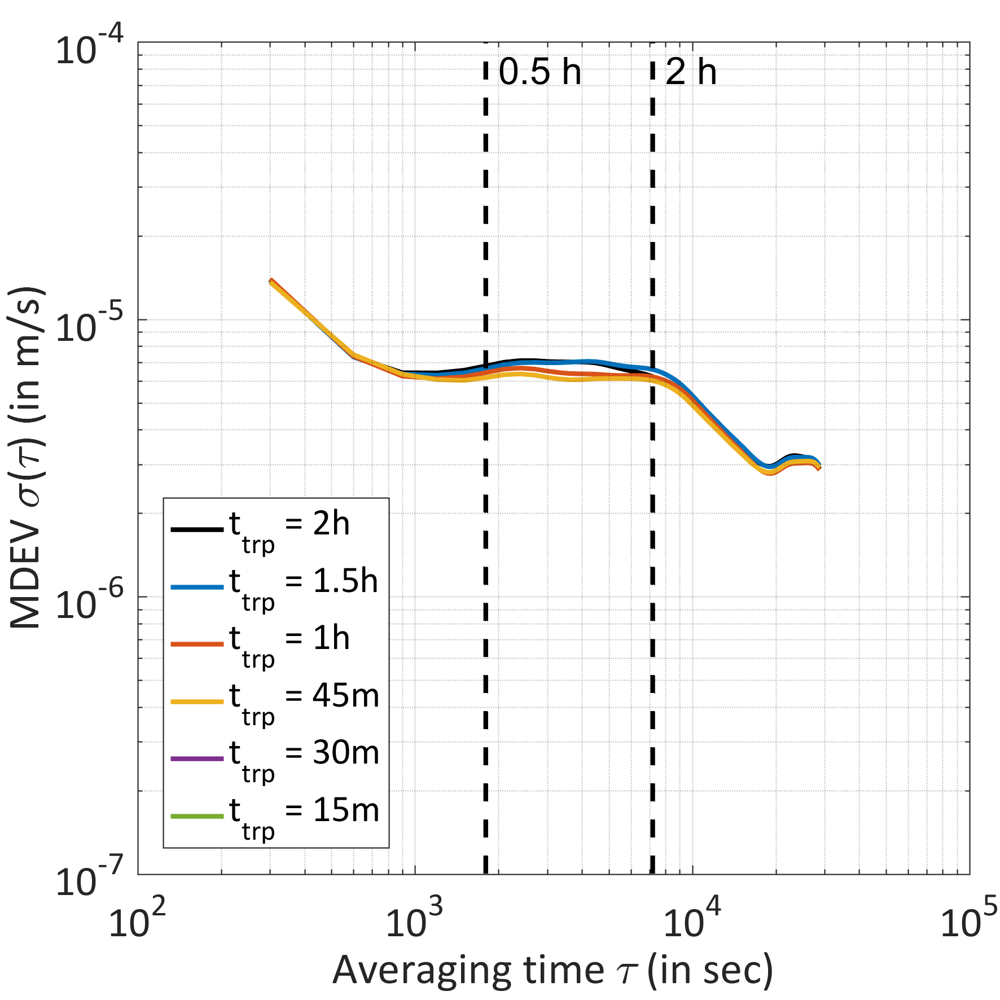 MDEV σ(τ) (in m/s)
10^-4
10^-5
10^-6
10^-7
0.5 h
2 h
t_trp = 2h
t_trp = 1.5h
t_trp = 1h
t_trp = 45m
t_trp = 30m
t_trp = 15m
10^2
10^3
10^4
10^5
Averaging time τ (in sec)